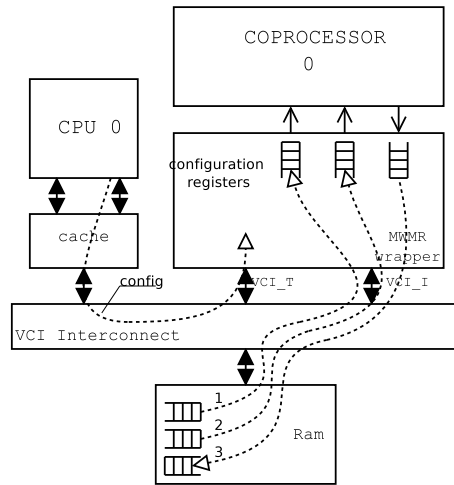 COPROCESSOR
0
CPU 0
configuration
registers
cache
MWMR
wrapper
config
VCI_T
VCI_I
VCI Interconnect
1
2
3
Ram